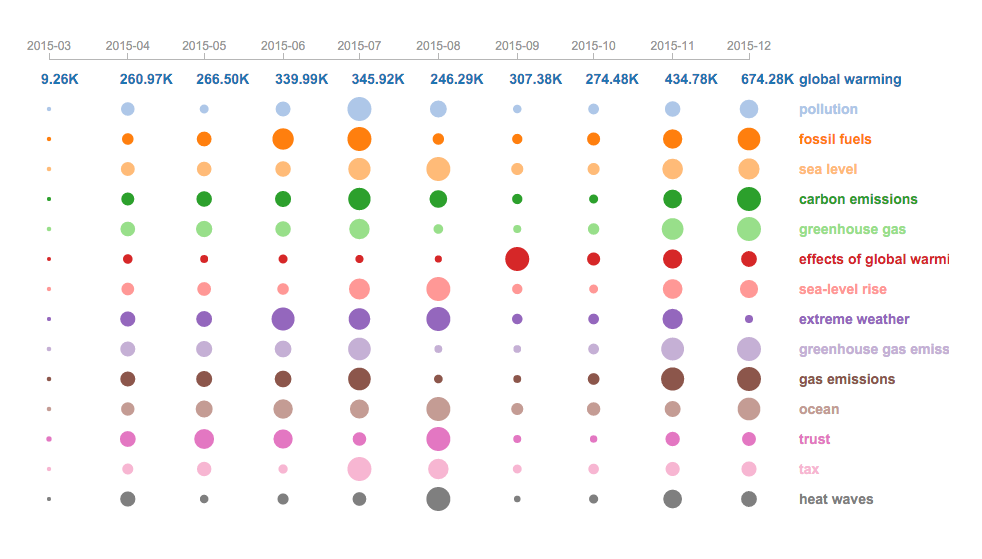 2015-03 2015-04 2015-05 2015-06 2015-07 2015-08 2015-09 2015-10 2015-11 2015-12
9.26K 260.97K 266.50K 339.99K 345.92K 246.29K 307.38K 274.48K 434.78K 674.28K global warming
pollution
fossil fuels
sea level
carbon emissions
greenhouse gas
effects of global warmi
sea-level rise
extreme weather
greenhouse gas emiss
gas emissions
ocean
trust
tax
heat waves